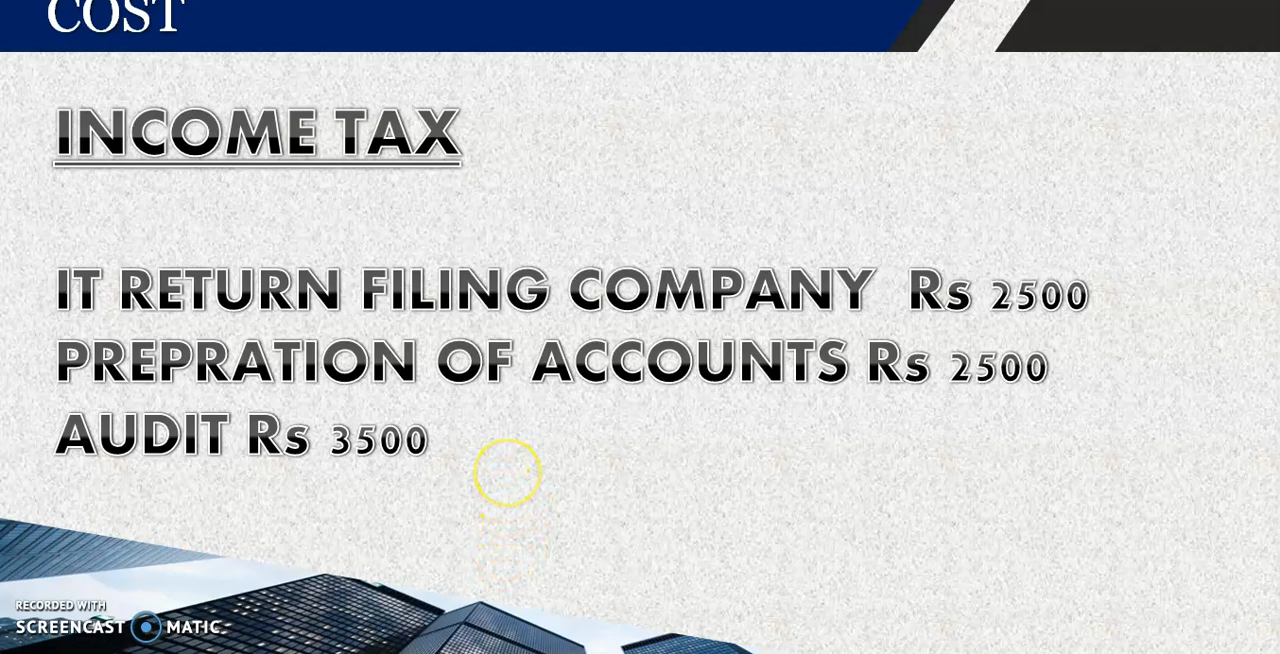 COST
INCOME TAX
IT RETURN FILING COMPANY Rs 2500
PREPRATION OF ACCOUNTS Rs 2500
AUDIT Rs 3500
RECORDED WITH
SCREENCAST MATIC